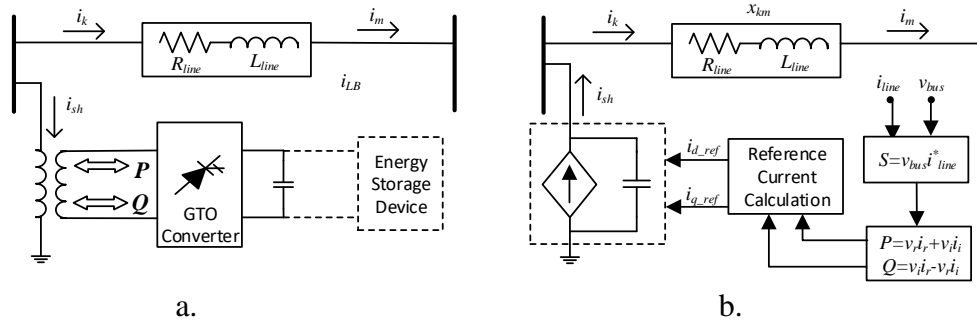 i_k
i_m
R_line
L_line
i_LB
i_sh
P
Q
GTO
Converter
Energy
Storage
Device
a.
i_k
x_km
i_m
R_line
L_line
i_sh
i_line
v_bus
i_d_ref
i_q_ref
Reference
Current
Calculation
S=v_bus i*_line
P=v_r i_r+v_i i_i
Q=v_i i_r-v_r i_i
b.